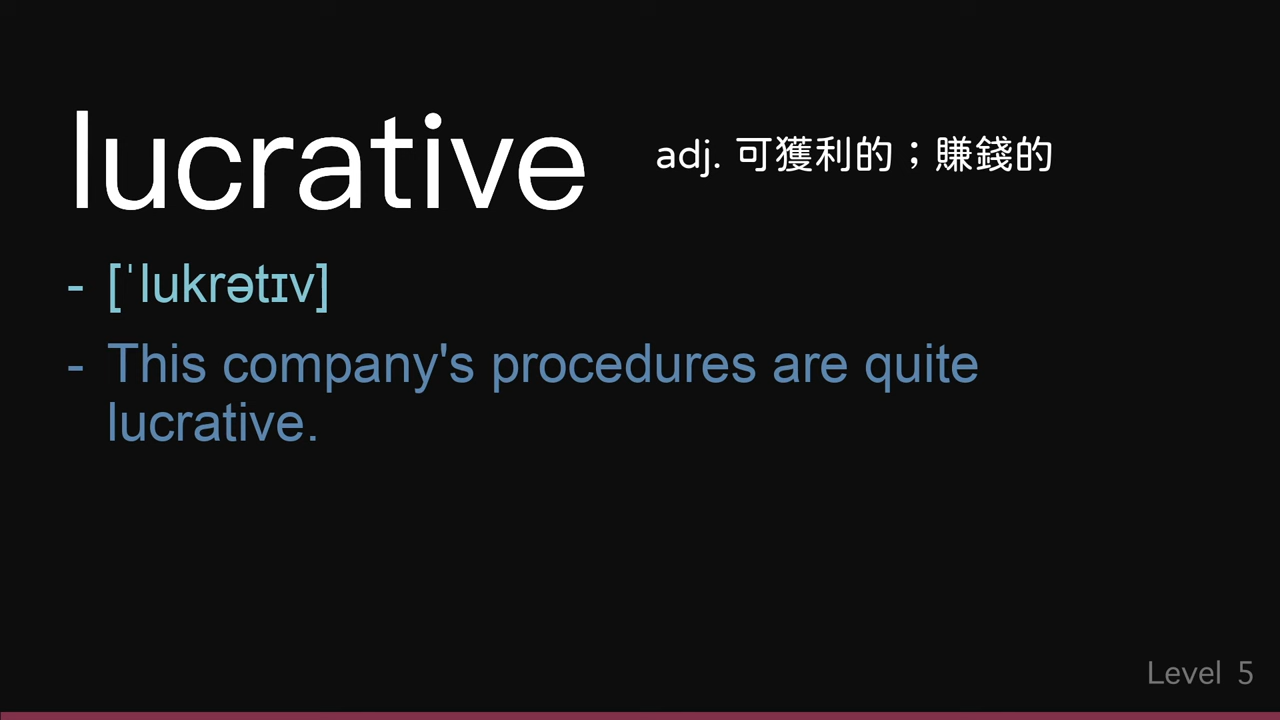 lucrative adj. 可獲利的；賺錢的
- [ˈlukrətɪv]
- This company's procedures are quite
lucrative.
Level 5